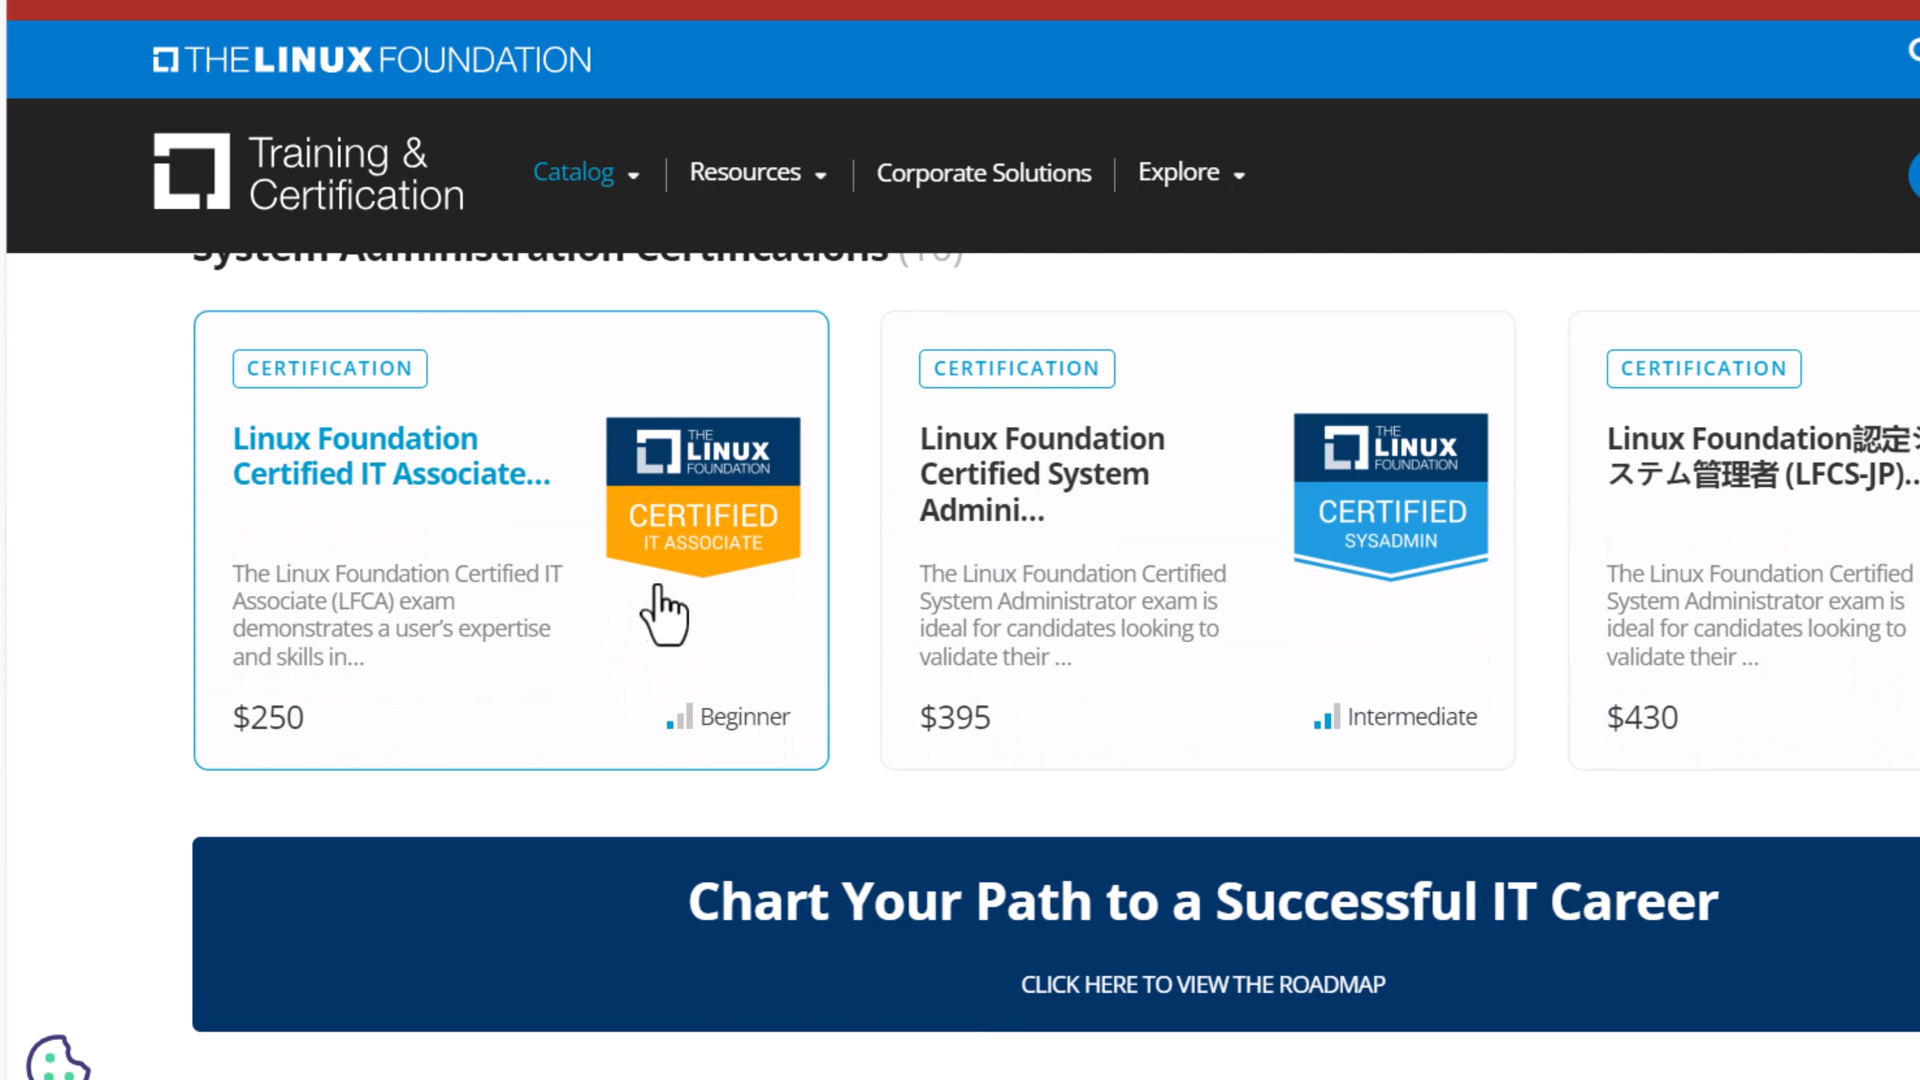 THE LINUX FOUNDATION
Training &
Certification
Catalog
Resources
Corporate Solutions
Explore
System Administration Certifications
CERTIFICATION
Linux Foundation
Certified IT Associate...
THE
LINUX
FOUNDATION
CERTIFIED
IT ASSOCIATE
The Linux Foundation Certified IT
Associate (LFCA) exam
demonstrates a user’s expertise
and skills in...
$250
Beginner
CERTIFICATION
Linux Foundation
Certified System
Admini...
THE
LINUX
FOUNDATION
CERTIFIED
SYSADMIN
The Linux Foundation Certified
System Administrator exam is
ideal for candidates looking to
validate their ...
$395
Intermediate
CERTIFICATION
Linux Foundation認定シ
ステム管理者 (LFCS-JP)..
The Linux Foundation Certified
System Administrator exam is
ideal for candidates looking to
validate their ...
$430
Chart Your Path to a Successful IT Career
CLICK HERE TO VIEW THE ROADMAP